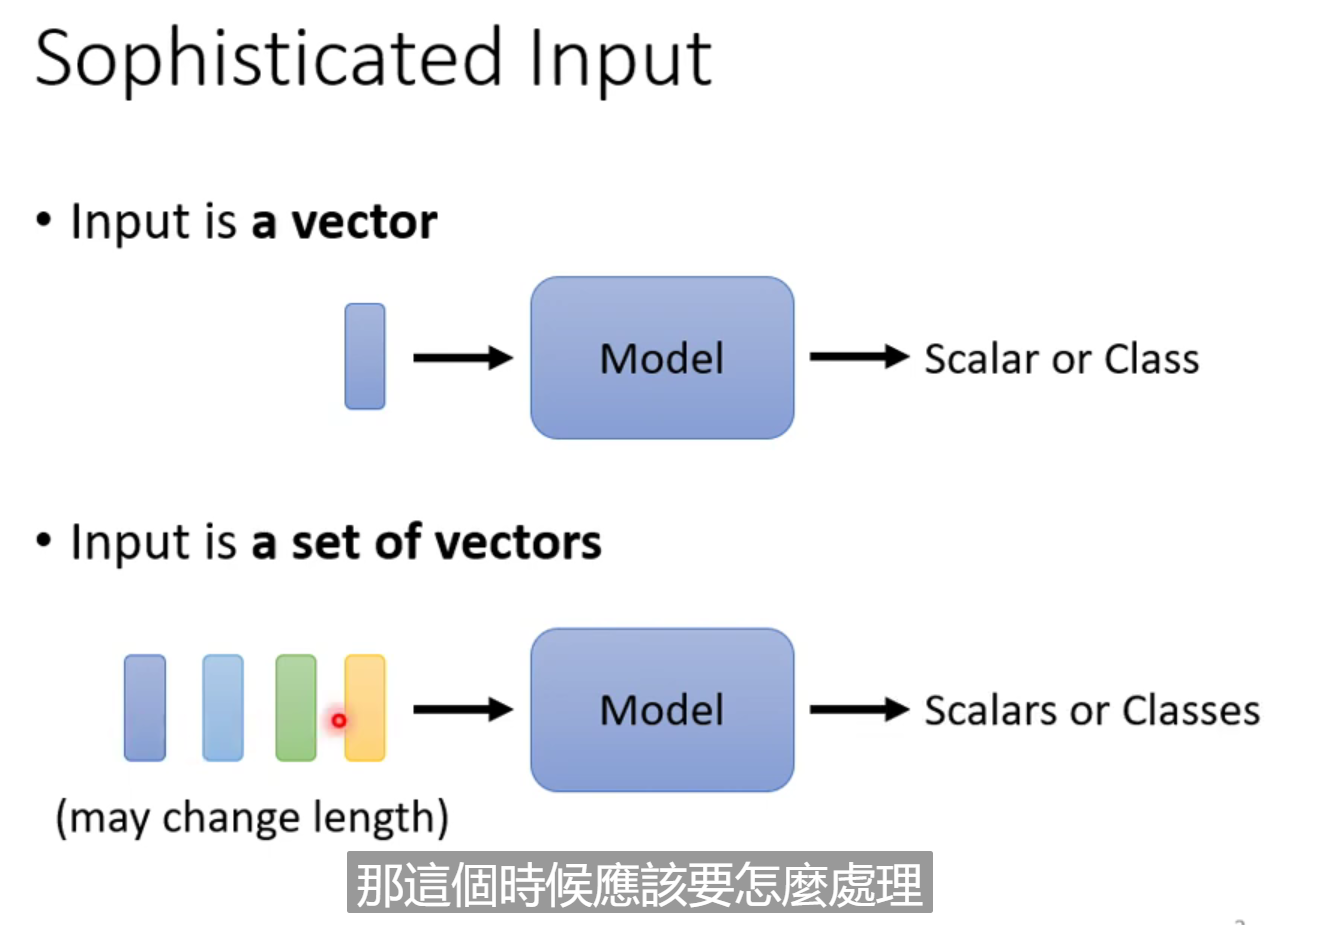 Sophisticated Input
• Input is a vector
Model
Scalar or Class
• Input is a set of vectors
Model
Scalars or Classes
(may change length)
那這個時候應該要怎麼處理